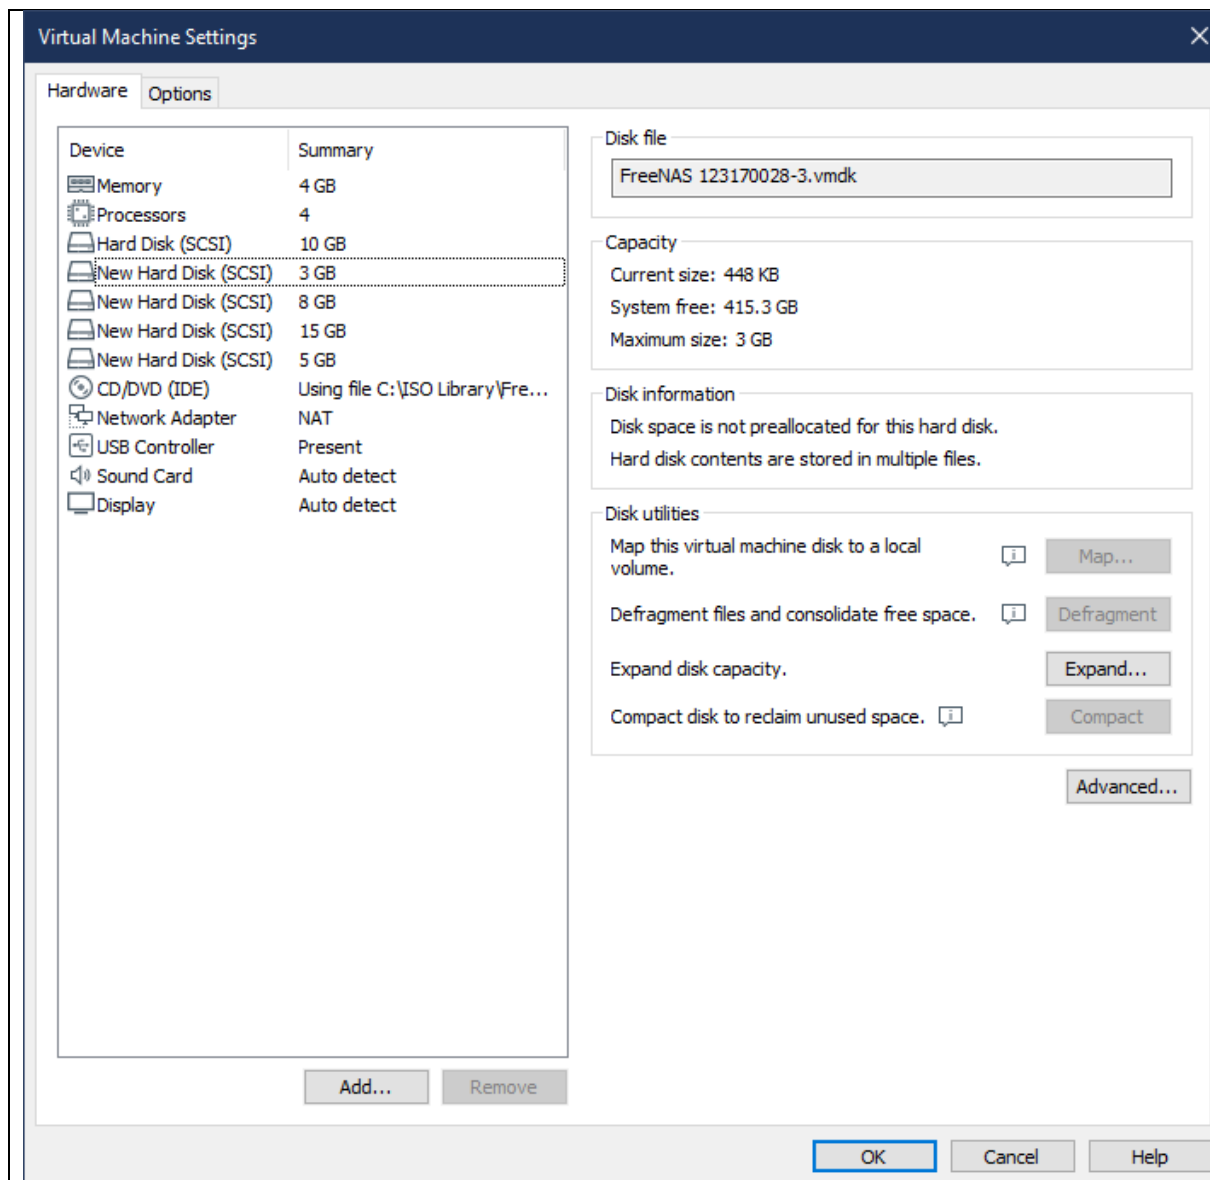 Virtual Machine Settings
Hardware Options
Device Summary
Memory 4 GB
Processors 4
Hard Disk (SCSI) 10 GB
New Hard Disk (SCSI) 3 GB
New Hard Disk (SCSI) 8 GB
New Hard Disk (SCSI) 15 GB
New Hard Disk (SCSI) 5 GB
CD/DVD (IDE) Using file C:\ISO Library\Fre...
Network Adapter NAT
USB Controller Present
Sound Card Auto detect
Display Auto detect
Add... Remove
Disk file
FreeNAS 123170028-3.vmdk
Capacity
Current size: 448 KB
System free: 415.3 GB
Maximum size: 3 GB
Disk information
Disk space is not preallocated for this hard disk.
Hard disk contents are stored in multiple files.
Disk utilities
Map this virtual machine disk to a local
volume.
Map...
Defragment files and consolidate free space. Defragment
Expand disk capacity. Expand...
Compact disk to reclaim unused space. Compact
Advanced...
OK Cancel Help